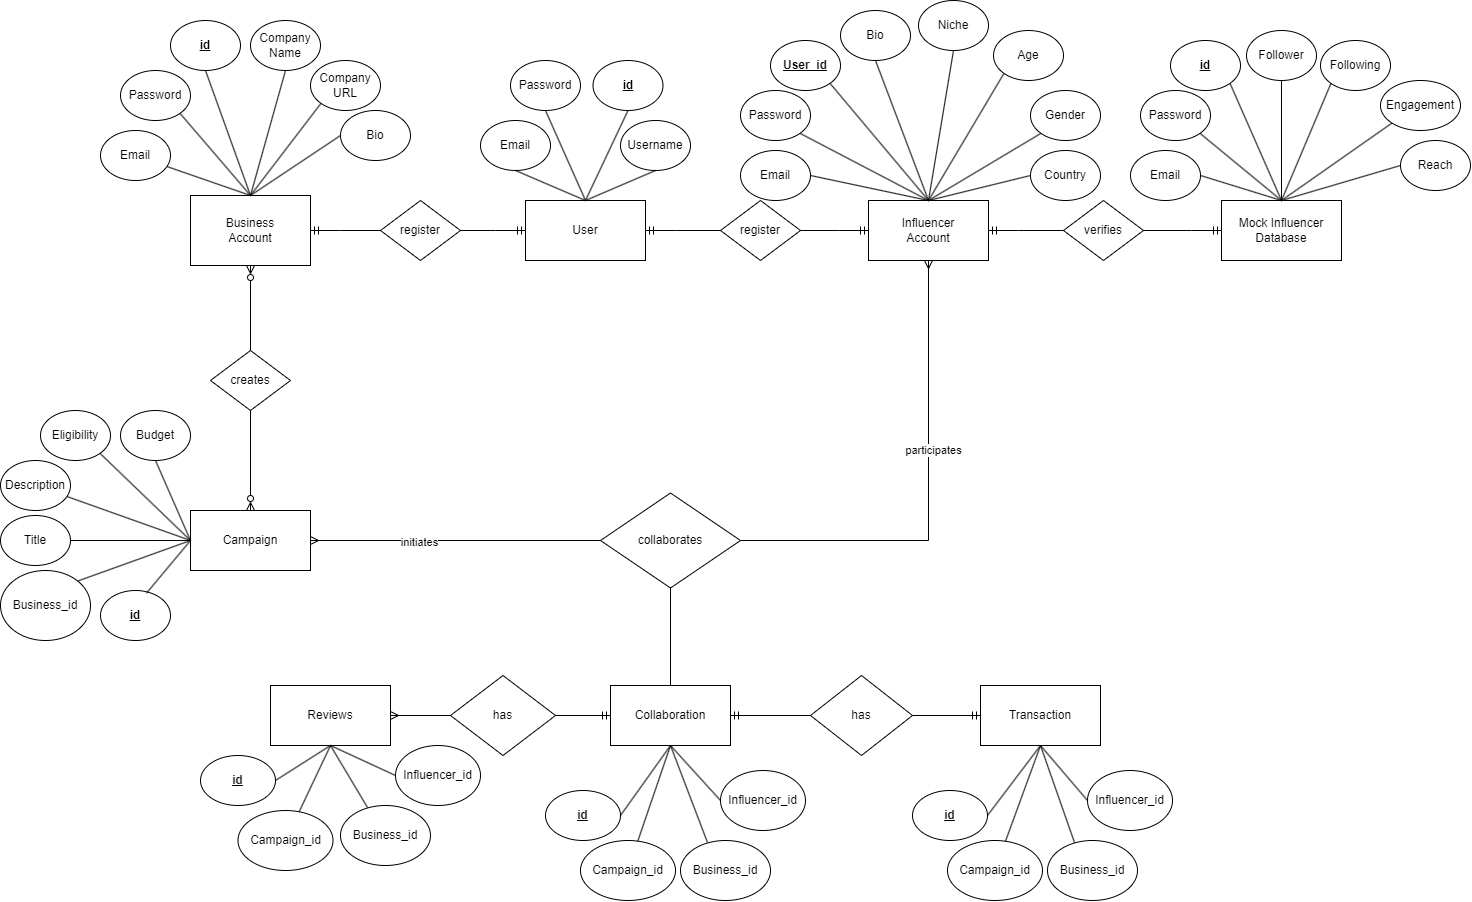 id
Company
Name
Company
URL
Password
Bio
Email
Business
Account
register
Password
id
Email
Username
User
register
User_id
Bio
Niche
Age
Password
Gender
Email
Country
Influencer
Account
verifies
id
Follower
Following
Password
Engagement
Email
Reach
Mock Influencer
Database
creates
Eligibility
Budget
Description
Title
Business_id
id
Campaign
initiates
collaborates
participates
Reviews
has
Collaboration
has
Transaction
id
Influencer_id
Campaign_id
Business_id
id
Influencer_id
Campaign_id
Business_id
id
Influencer_id
Campaign_id
Business_id